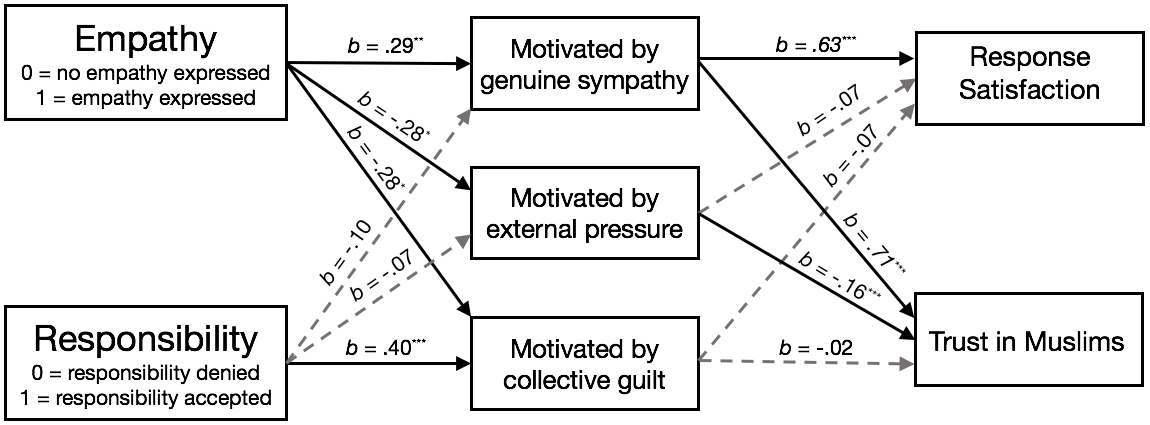 Empathy
0 = no empathy expressed
1 = empathy expressed
b = .29**
b = -.28*
b = -.28*
Responsibility
0 = responsibility denied
1 = responsibility accepted
b = -.10
b = -.07
b = .40***
Motivated by
genuine sympathy
Motivated by
external pressure
Motivated by
collective guilt
b = .63***
b = -.07
b = -.07
b = .71***
b = -.16***
b = -.02
Response
Satisfaction
Trust in Muslims